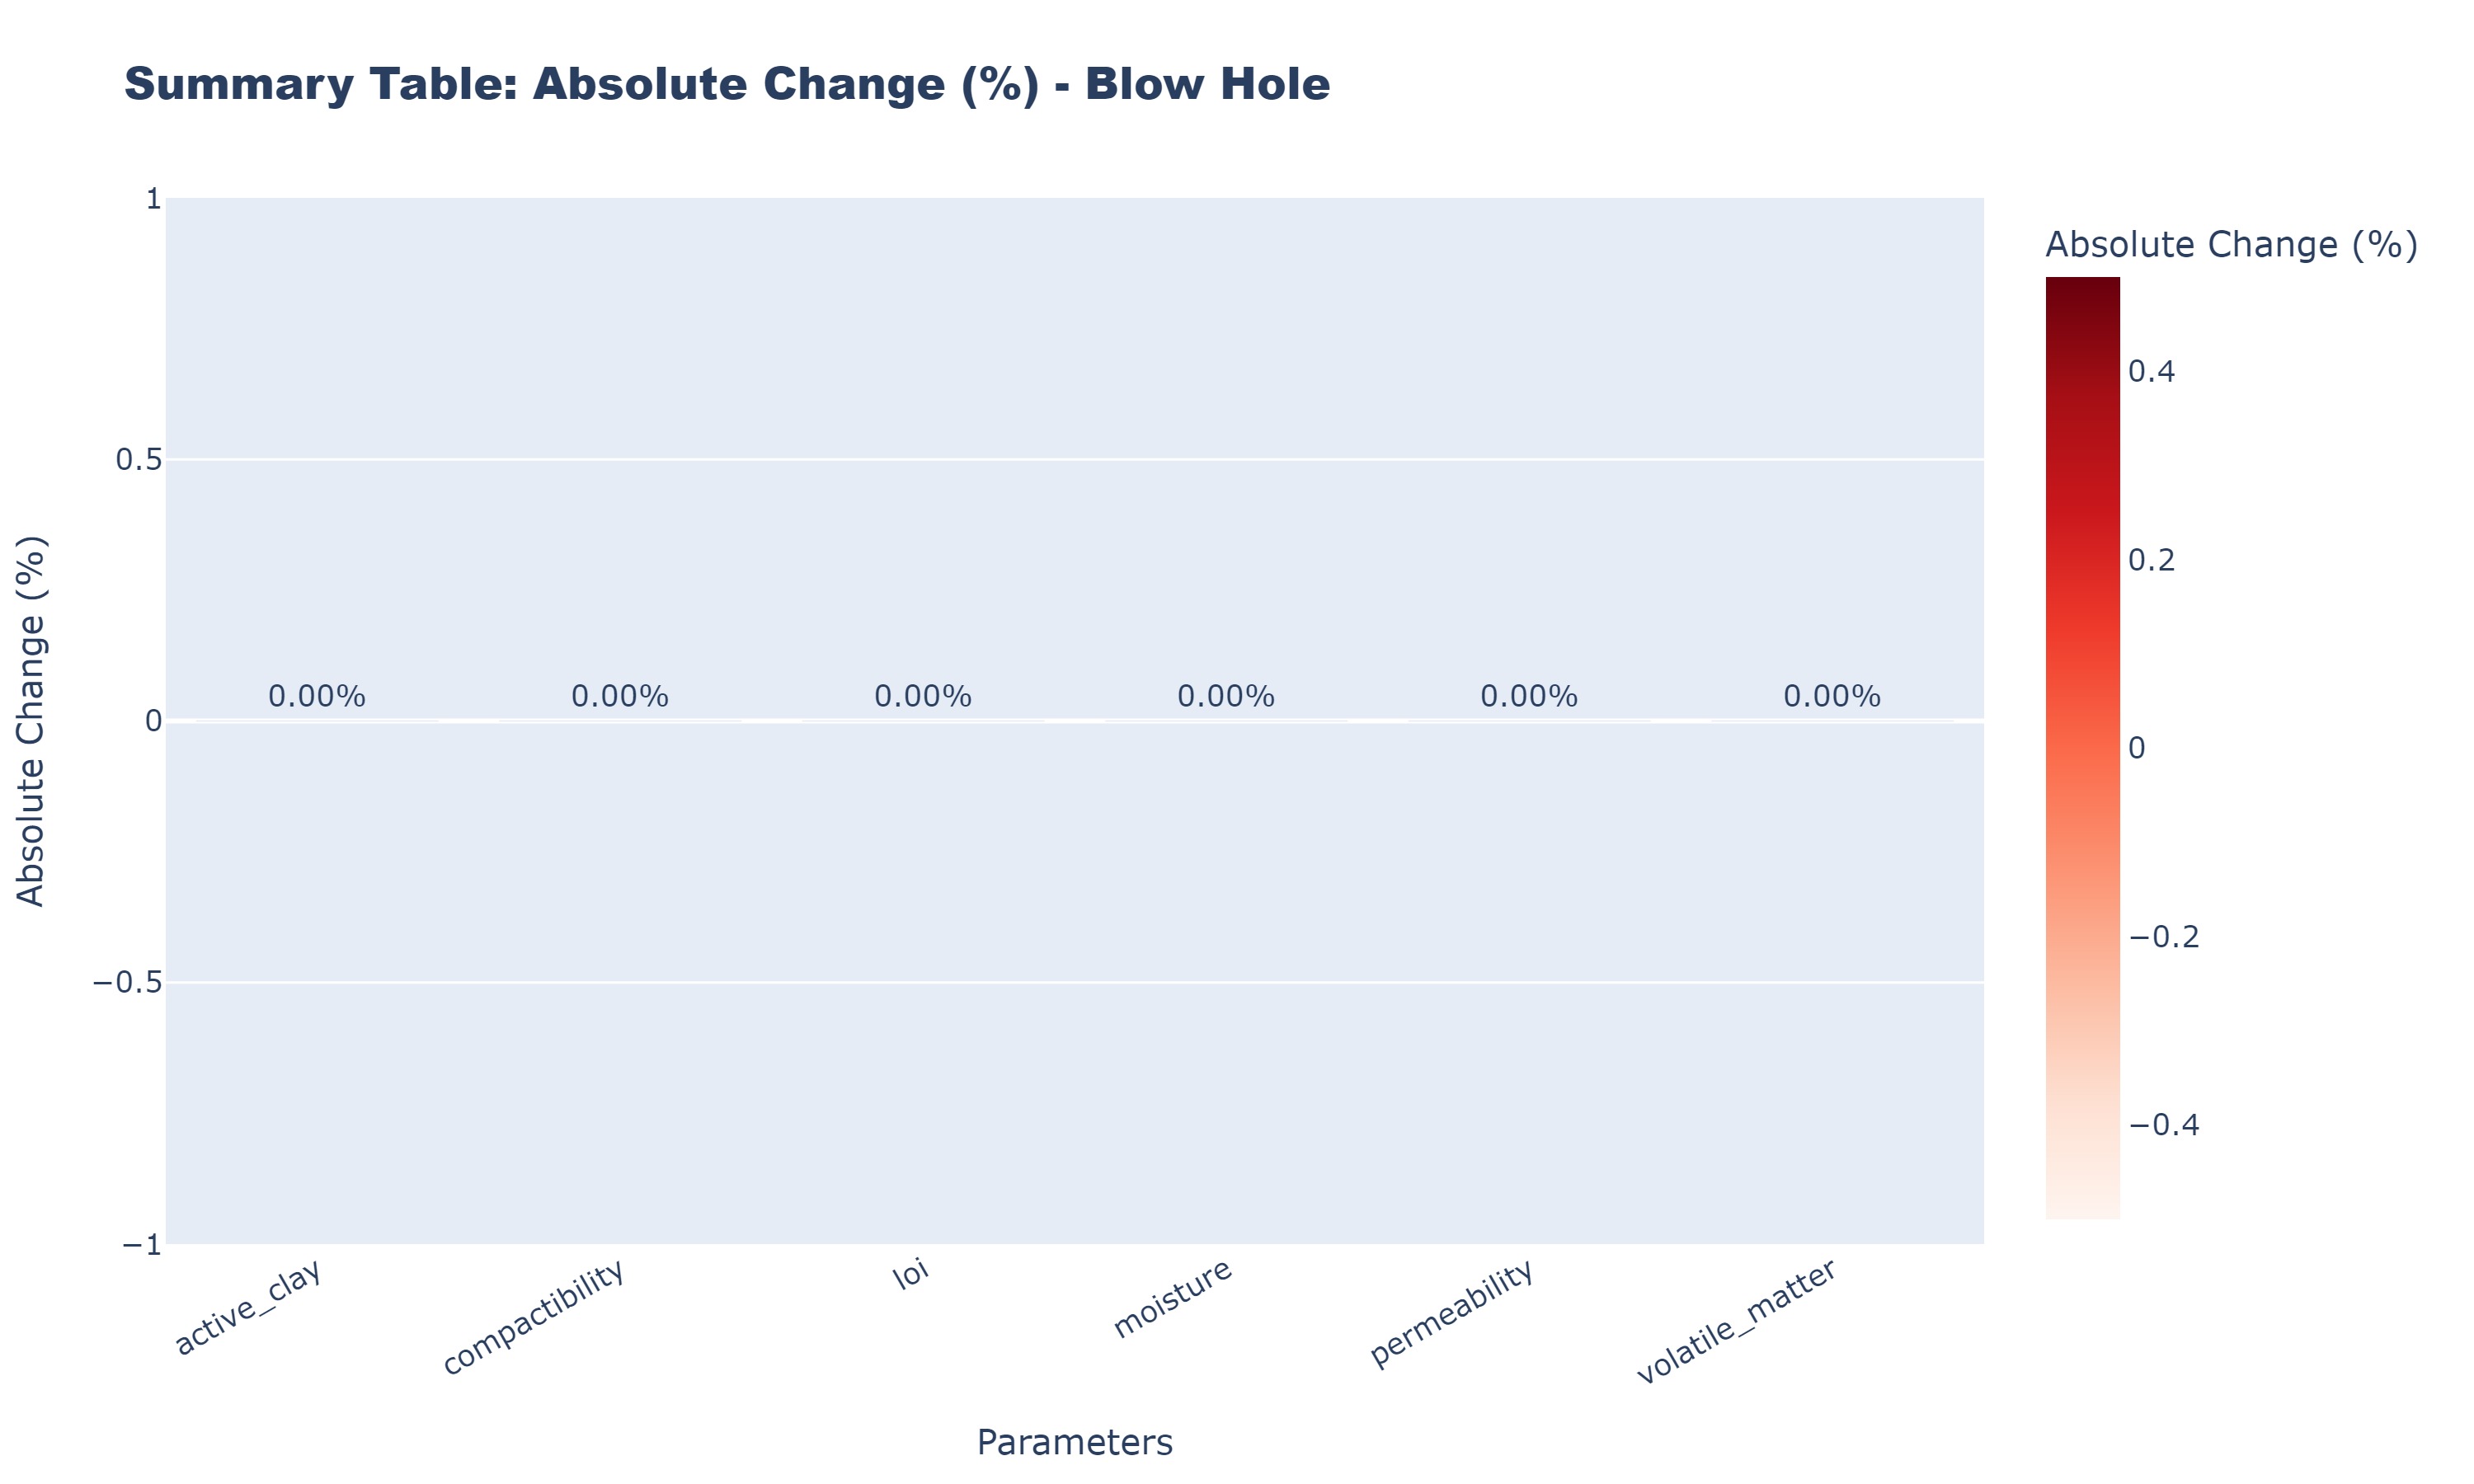 Summary Table: Absolute Change (%) - Blow Hole
Absolute Change (%)
1
0.5
0
−0.5
−1
0.00% 0.00% 0.00% 0.00% 0.00% 0.00%
active_clay compactibility loi moisture permeability volatile_matter
Parameters
Absolute Change (%)
0.4
0.2
0
−0.2
−0.4